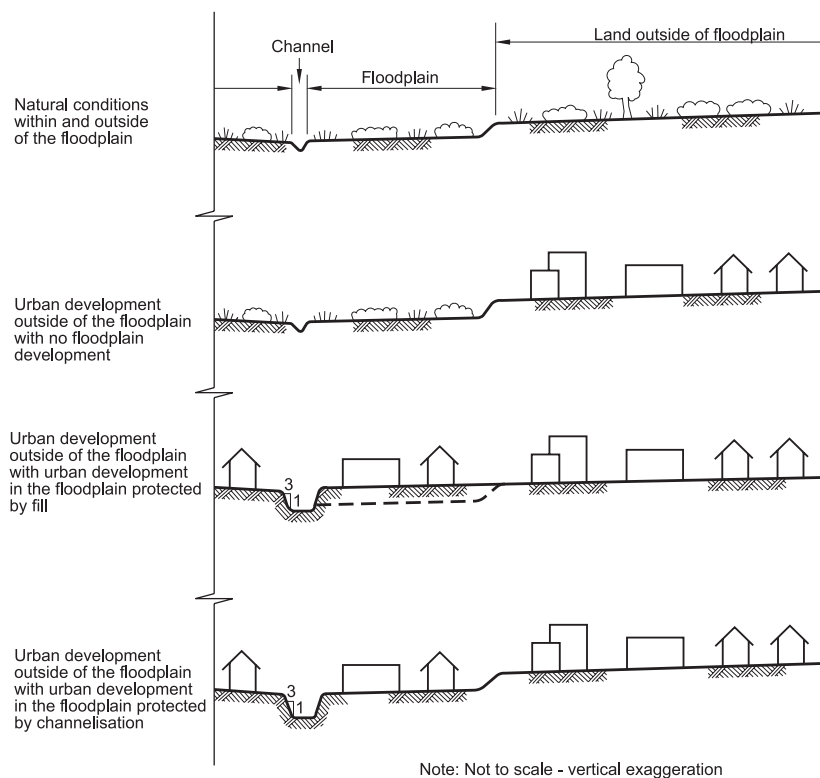 Channel
Land outside of floodplain
Floodplain
Natural conditions
within and outside
of the floodplain
Urban development
outside of the floodplain
with no floodplain
development
Urban development
outside of the floodplain
with urban development
in the floodplain protected
by fill
3
1
Urban development
outside of the floodplain
with urban development
in the floodplain protected
by channelisation
3
1
Note: Not to scale - vertical exaggeration